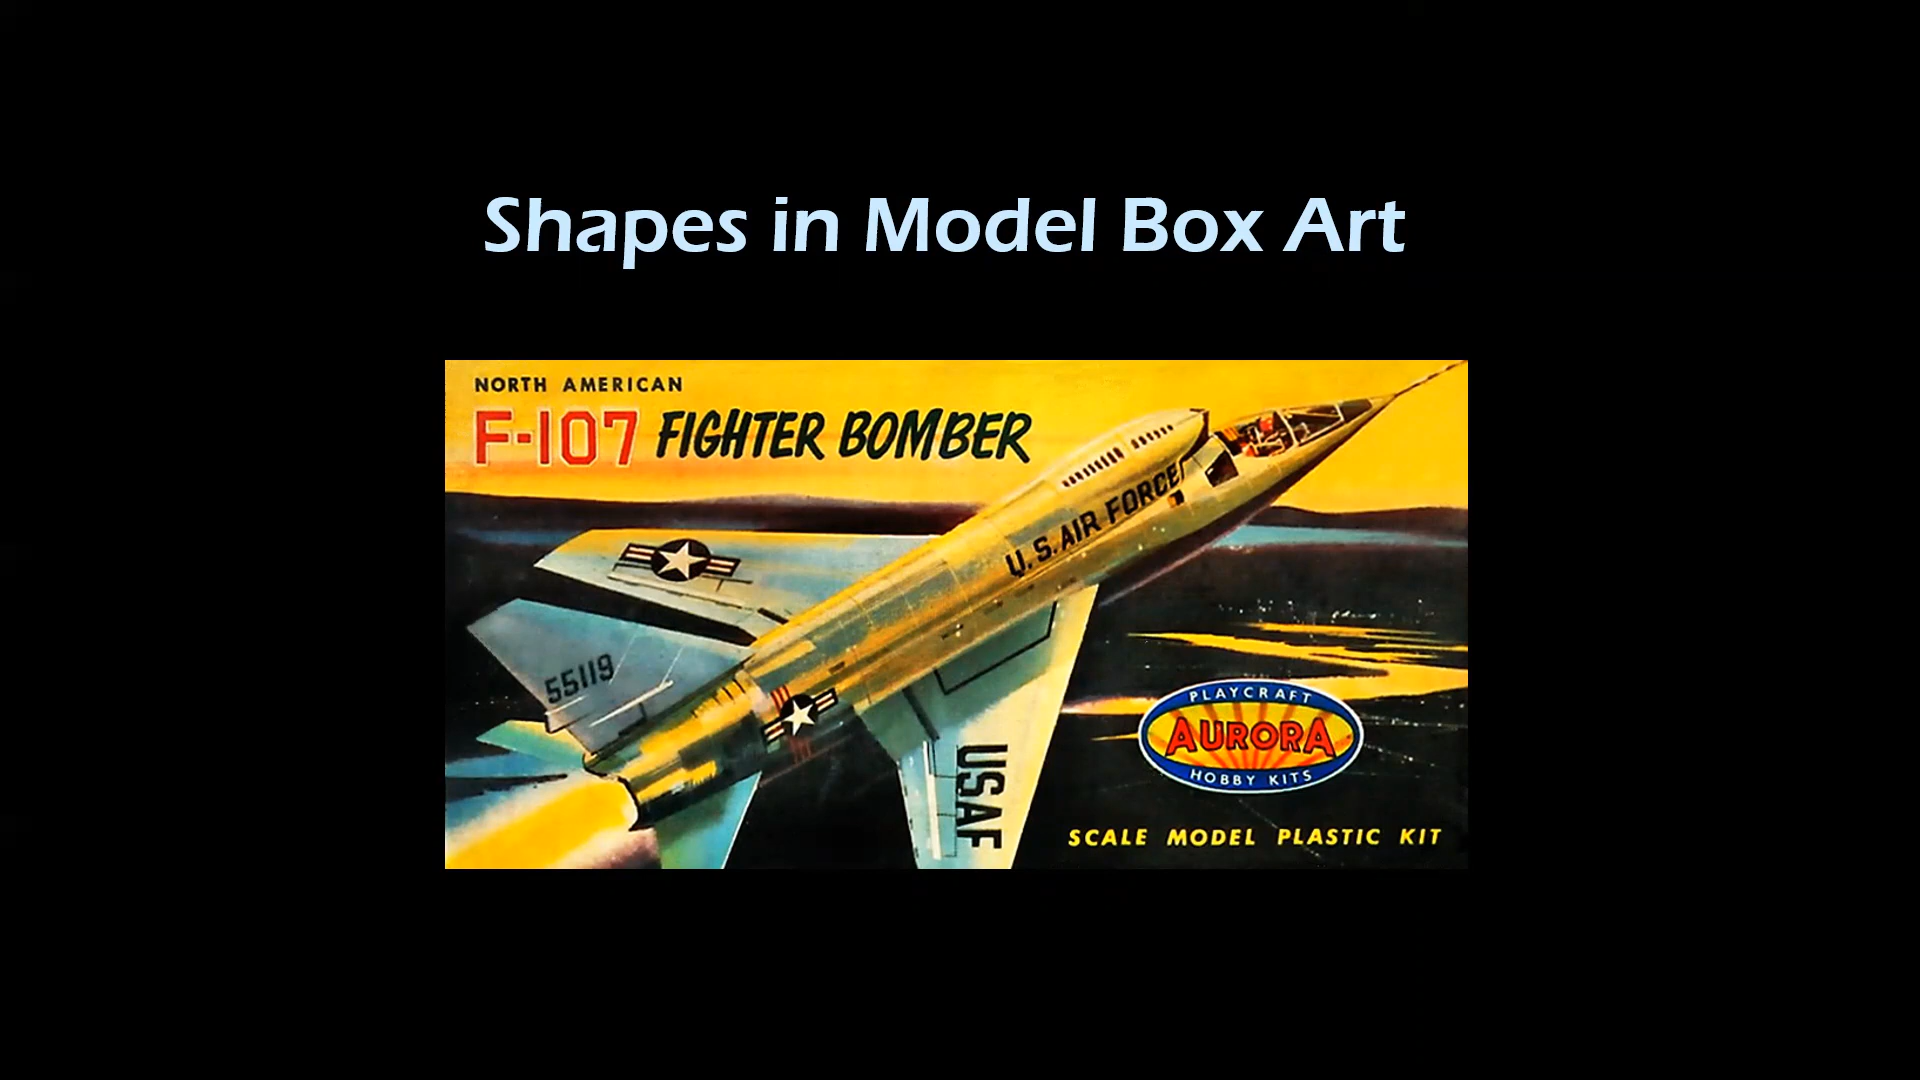 Shapes in Model Box Art
NORTH AMERICAN
F-107 FIGHTER BOMBER
U.S. AIR FORCE
55119
USAF
PLAYCRAFT
AURORA
HOBBY KITS
SCALE MODEL PLASTIC KIT